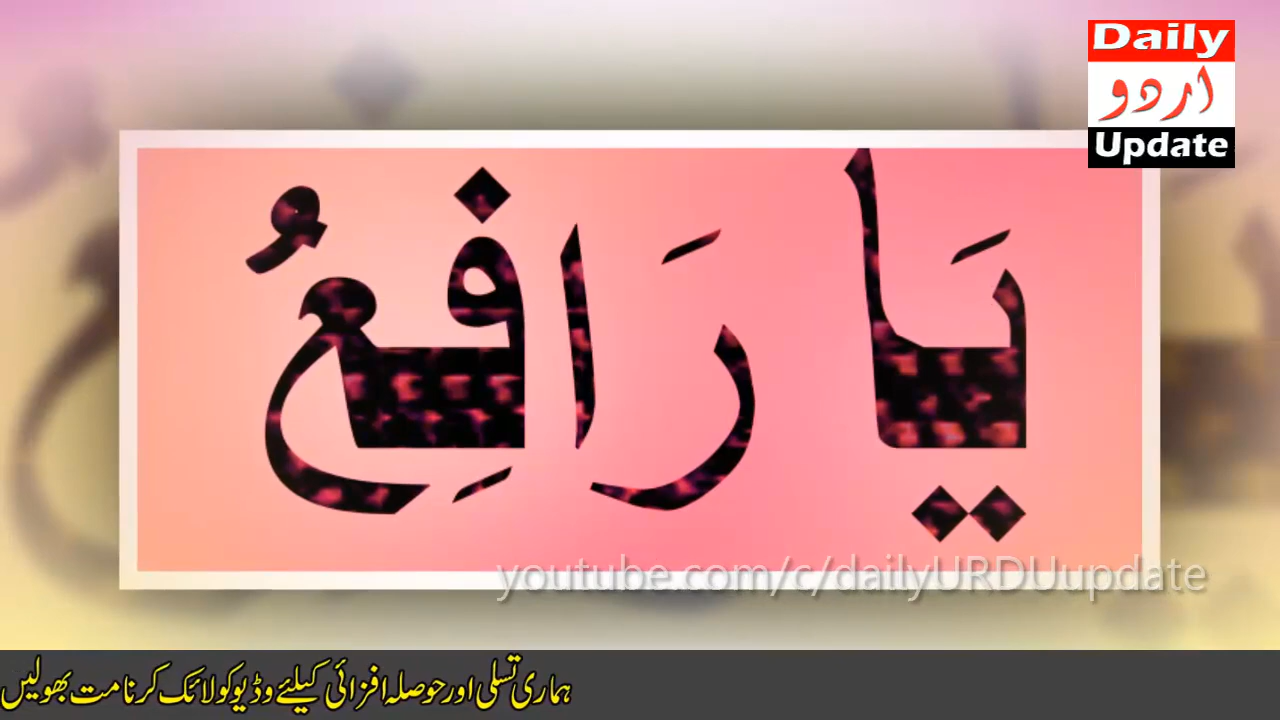 Daily
اردو
Update
يَا رَافِعُ
youtube.com/c/dailyURDUupdate
ہماری تسلی اور حوصلہ افزائی کیلئے وڈیو کو لائک کرنا مت بھولیں